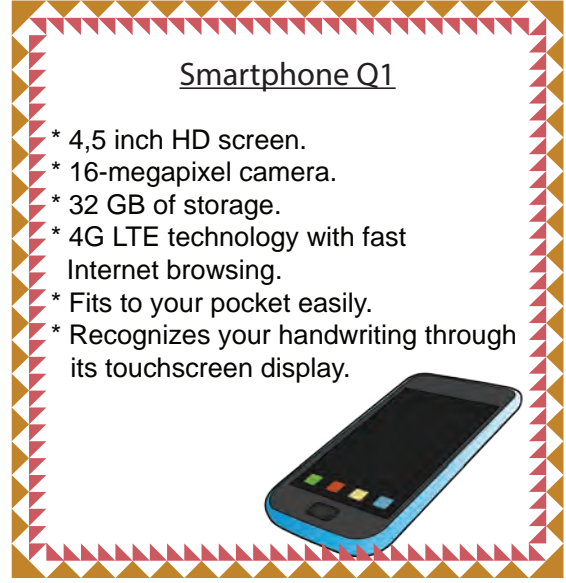 Smartphone Q1
* 4,5 inch HD screen.
* 16-megapixel camera.
* 32 GB of storage.
* 4G LTE technology with fast
Internet browsing.
* Fits to your pocket easily.
* Recognizes your handwriting through
its touchscreen display.